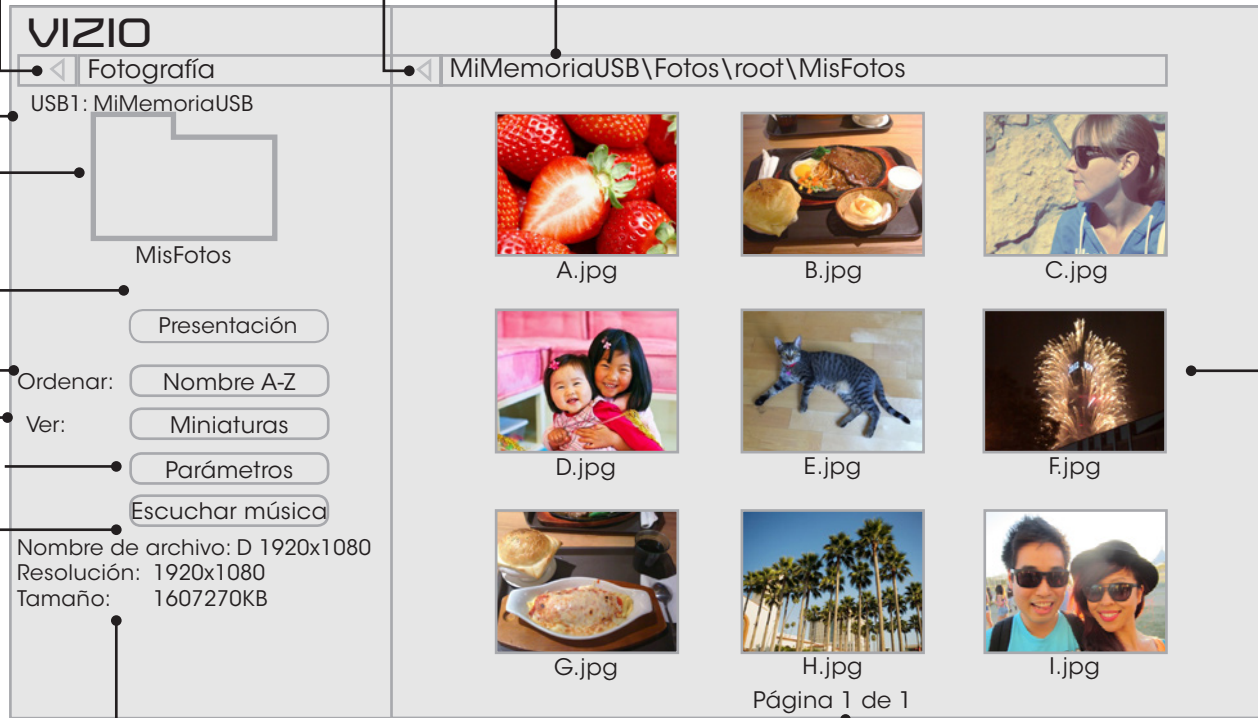 VIZIO
Fotografía
USB1: MiMemoriaUSB
MisFotos
Presentación
Ordenar: Nombre A-Z
Ver: Miniaturas
Parámetros
Escuchar música
Nombre de archivo: D 1920x1080
Resolución: 1920x1080
Tamaño: 1607270KB
MiMemoriaUSB\Fotos\root\MisFotos
A.jpg B.jpg C.jpg
D.jpg E.jpg F.jpg
G.jpg H.jpg I.jpg
Página 1 de 1